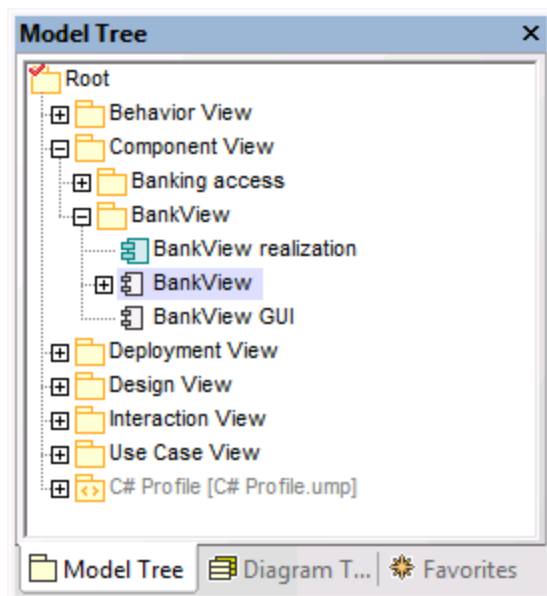 Model Tree
Root
Behavior View
Component View
Banking access
BankView
BankView realization
BankView
BankView GUI
Deployment View
Design View
Interaction View
Use Case View
C# Profile [C# Profile.ump]
Model Tree Diagram T... Favorites